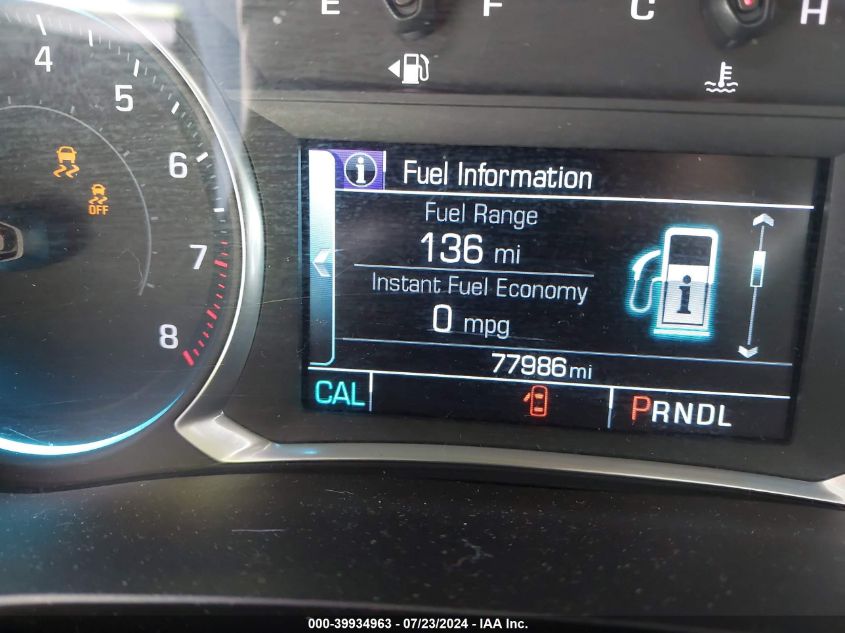 E F C H
4
5
6
7
8
OFF
i Fuel Information
Fuel Range
136 mi
Instant Fuel Economy
0 mpg
i
77986 mi
CAL PRNDL
000-39934963 - 07/23/2024 - IAA Inc.